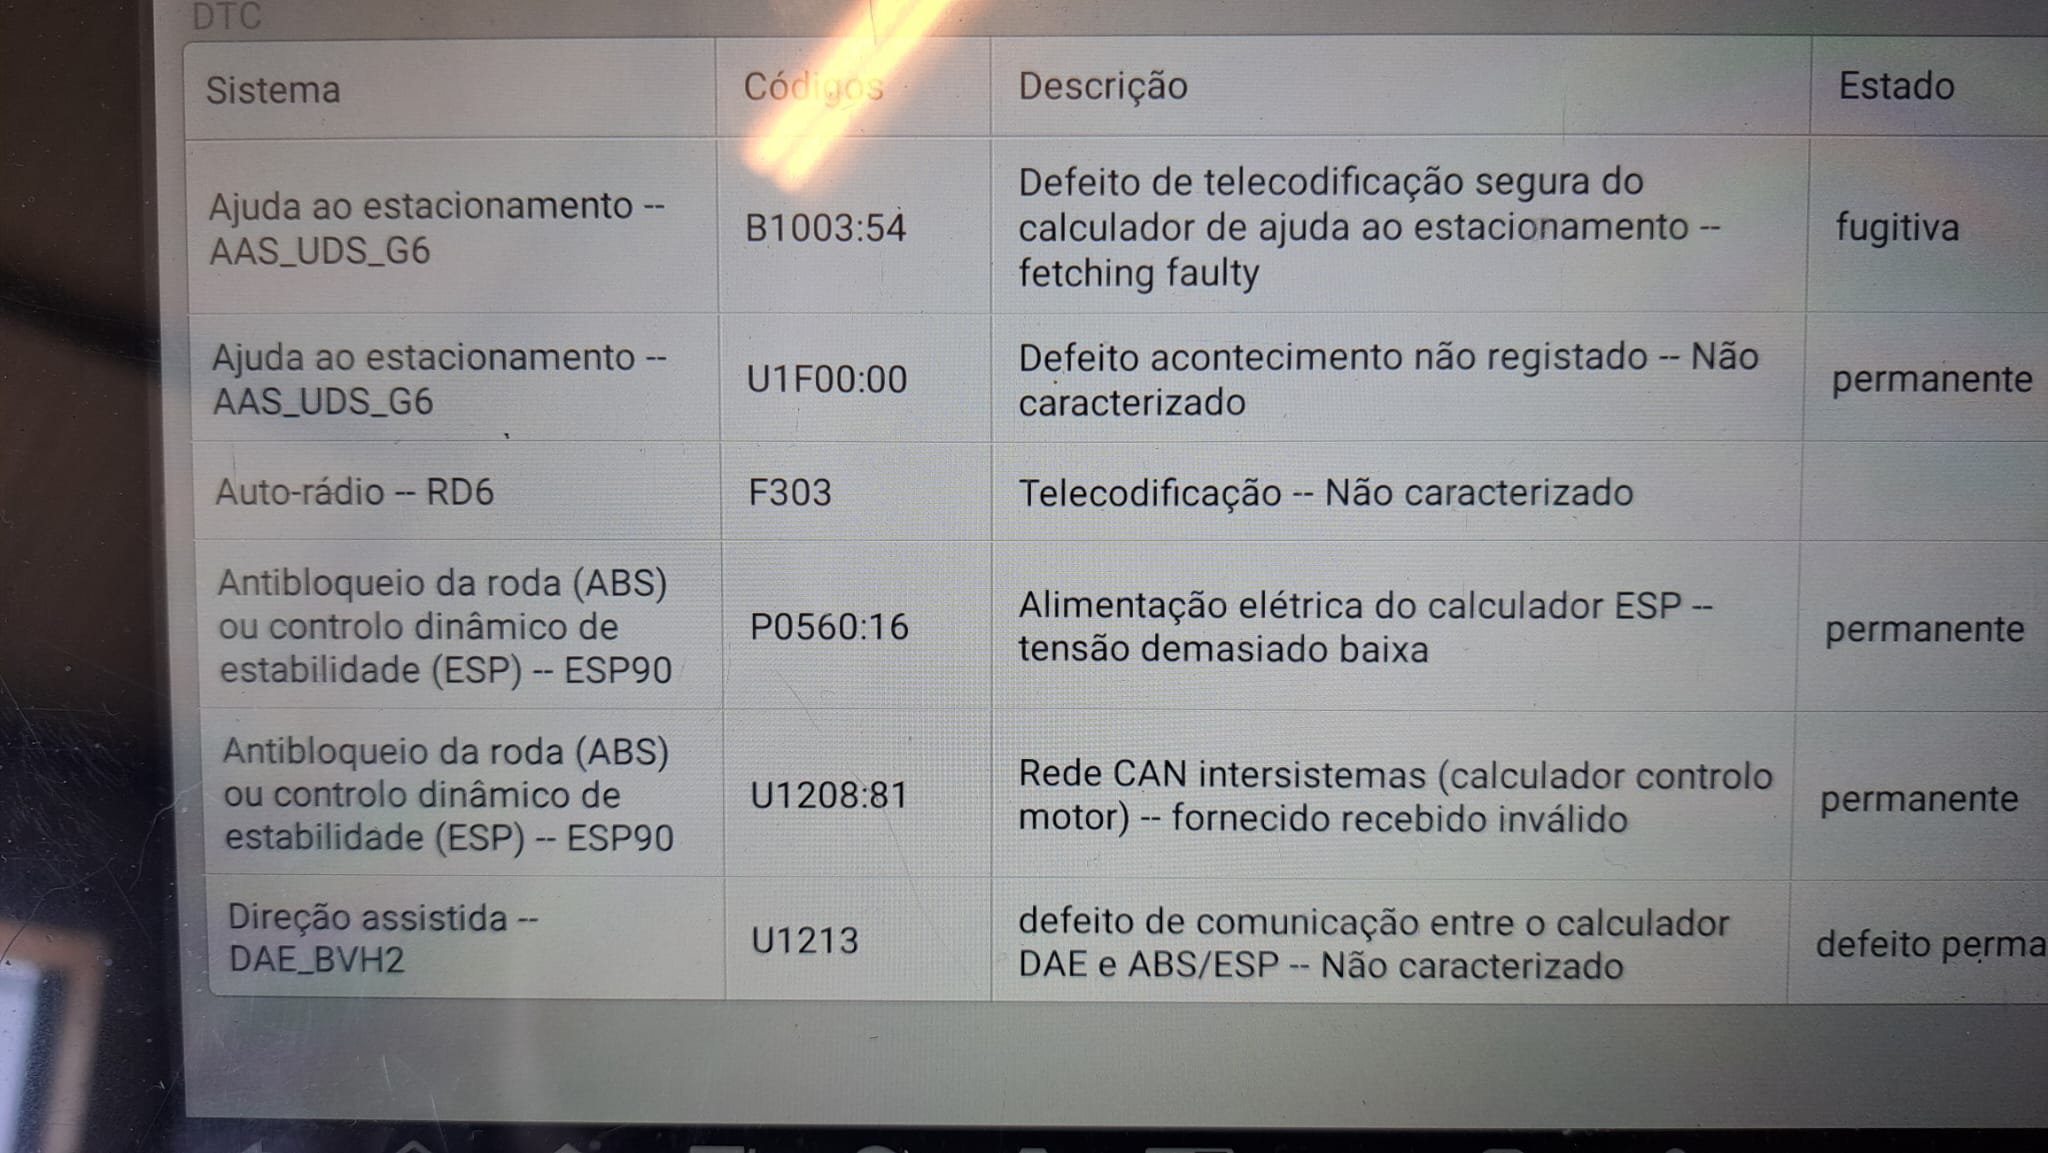 DTC
Sistema
Códigos
Descrição
Estado
Ajuda ao estacionamento --
AAS_UDS_G6
B1003:54
Defeito de telecodificação segura do
calculador de ajuda ao estacionamento --
fetching faulty
fugitiva
Ajuda ao estacionamento --
AAS_UDS_G6
U1F00:00
Defeito acontecimento não registado -- Não
caracterizado
permanente
Auto-rádio -- RD6
F303
Telecodificação -- Não caracterizado
Antibloqueio da roda (ABS)
ou controlo dinâmico de
estabilidade (ESP) -- ESP90
P0560:16
Alimentação elétrica do calculador ESP --
tensão demasiado baixa
permanente
Antibloqueio da roda (ABS)
ou controlo dinâmico de
estabilidade (ESP) -- ESP90
U1208:81
Rede CAN intersistemas (calculador controlo
motor) -- fornecido recebido inválido
permanente
Direção assistida --
DAE_BVH2
U1213
defeito de comunicação entre o calculador
DAE e ABS/ESP -- Não caracterizado
defeito perma